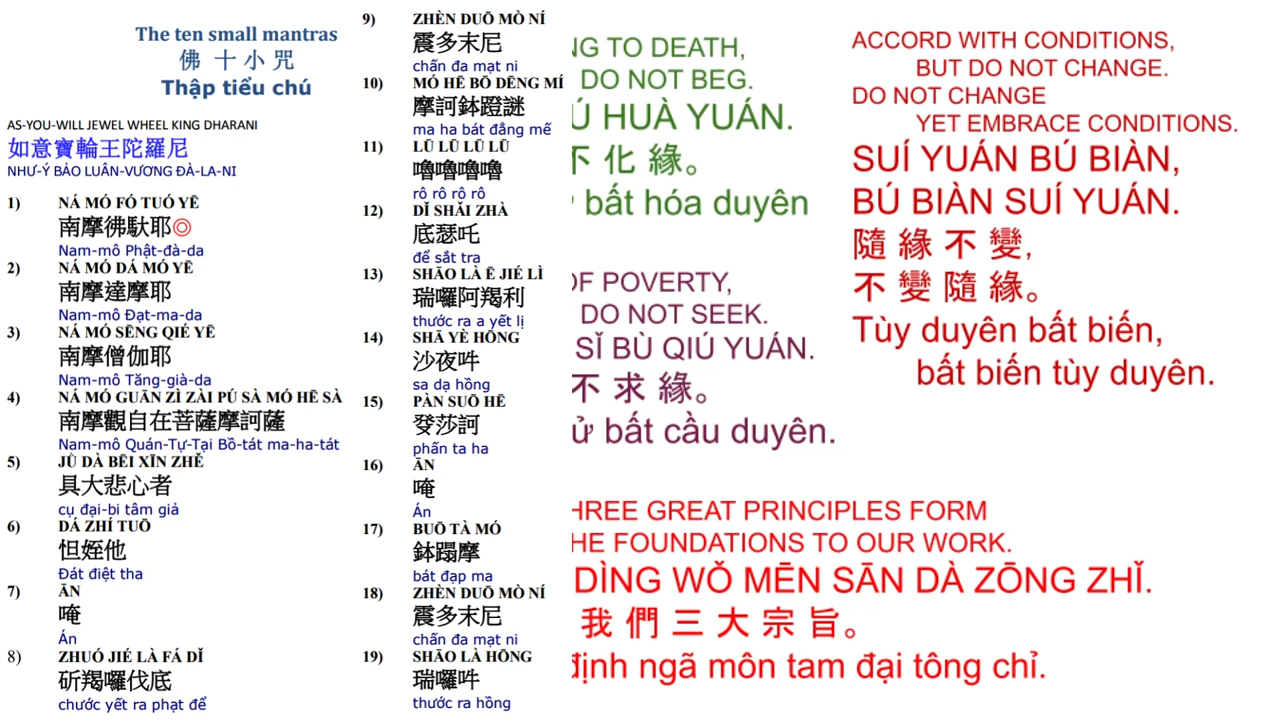 The ten small mantras
佛 十 小 咒
Thập tiểu chú
AS-YOU-WILL JEWEL WHEEL KING DHARANI
如意寶輪王陀羅尼
NHƯ-Ý BẢO LUÂN-VƯƠNG ĐÀ-LA-NI
1) NÁ MÓ FÓ TUÓ YĒ
南摩彿馱耶◎
Nam-mô Phật-đà-da
2) NÁ MÓ DÁ MÓ YĒ
南摩達摩耶
Nam-mô Đạt-ma-da
3) NÁ MÓ SĒNG QIÉ YĒ
南摩僧伽耶
Nam-mô Tăng-già-da
4) NÁ MÓ GUĀN ZÌ ZÀI PÚ SÀ MÓ HĒ SÀ
南摩觀自在菩薩摩訶薩
Nam-mô Quán-Tự-Tại Bồ-tát ma-ha-tát
5) JÙ DÀ BĒI XĪN ZHĚ
具大悲心者
cụ đại-bi tâm giả
6) DÁ ZHÍ TUŌ
怛姪他
Đát điệt tha
7) ĀN
唵
Án
8) ZHUÓ JIÉ LÀ FÁ DǏ
斫羯囉伐底
chước yết ra phạt để
9) ZHÈN DUŌ MÒ NÍ
震多末尼
chấn đa mạt ni
10) MÓ HĒ BŌ DĒNG MÍ
摩訶鉢蹬謎
ma ha bát đẳng mế
11) LŪ LŪ LŪ LŪ
嚕嚕嚕嚕
rô rô rô rô
12) DǏ SHǍI ZHÀ
底瑟吒
để sắt tra
13) SHĀO LÀ Ē JIÉ LÌ
瑞囉阿羯利
thước ra a yết lị
14) SHĀ YÈ HŌNG
沙夜吽
sa dạ hồng
15) PÀN SUŌ HĒ
癹莎訶
phấn ta ha
16) ĀN
唵
Án
17) BUŌ TÀ MÓ
鉢蹋摩
bát đạp ma
18) ZHÈN DUŌ MÒ NÍ
震多末尼
chấn đa mạt ni
19) SHĀO LÀ HŌNG
瑞囉吽
thước ra hồng
NG TO DEATH,
DO NOT BEG.
Ú HUÀ YUÁN.
不 化 緣。
bất hóa duyên
OF POVERTY,
DO NOT SEEK.
SǏ BÙ QIÚ YUÁN.
不 求 緣。
ử bất cầu duyên.
ACCORD WITH CONDITIONS,
BUT DO NOT CHANGE.
DO NOT CHANGE
YET EMBRACE CONDITIONS.
SUÍ YUÁN BÚ BIÀN,
BÚ BIÀN SUÍ YUÁN.
隨 緣 不 變,
不 變 隨 緣。
Tùy duyên bất biến,
bất biến tùy duyên.
HREE GREAT PRINCIPLES FORM
HE FOUNDATIONS TO OUR WORK.
DÌNG WǑ MĒN SĀN DÀ ZŌNG ZHǏ.
我 們 三 大 宗 旨。
định ngã môn tam đại tông chỉ.